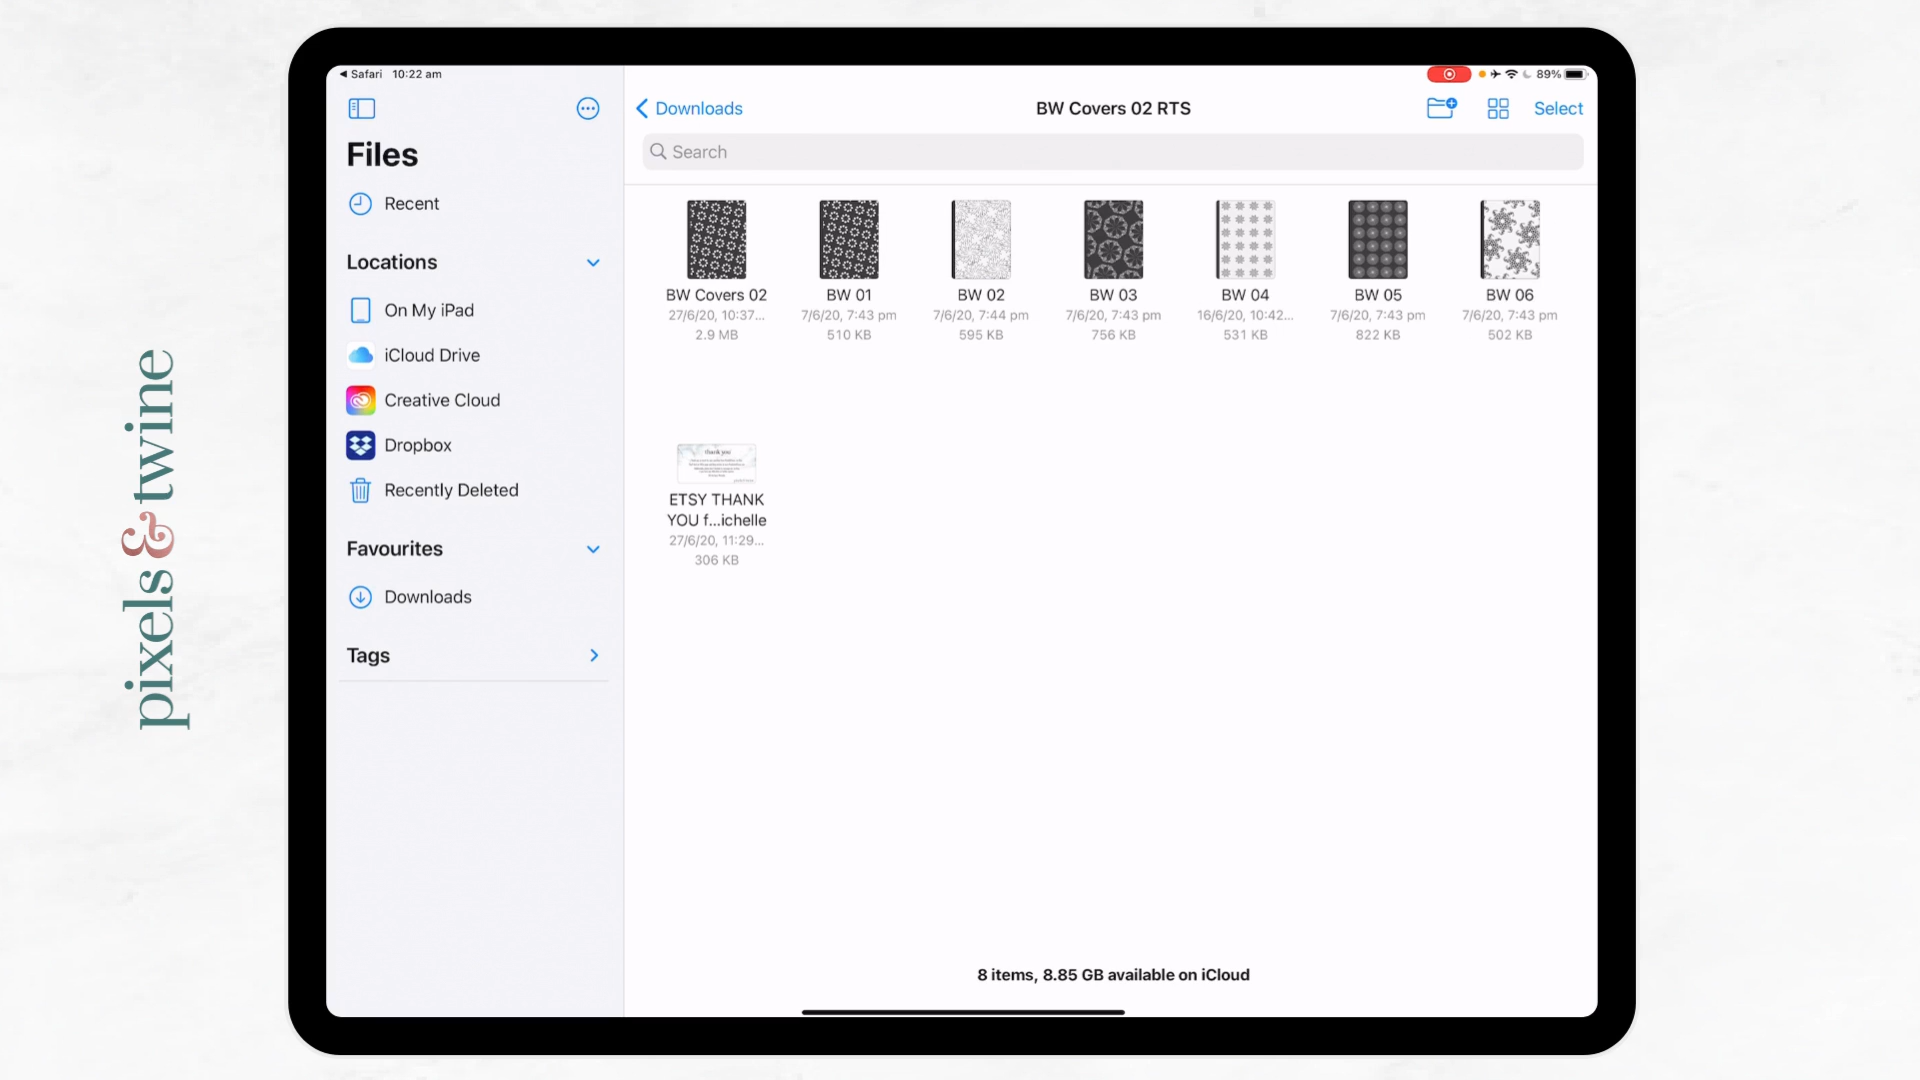 Safari 10:22 am
89%
Files
Recent
Locations
On My iPad
iCloud Drive
Creative Cloud
Dropbox
Recently Deleted
Favourites
Downloads
Tags
Downloads
BW Covers 02 RTS
Select
Search
BW Covers 02
27/6/20, 10:37...
2.9 MB
BW 01
7/6/20, 7:43 pm
510 KB
BW 02
7/6/20, 7:44 pm
595 KB
BW 03
7/6/20, 7:43 pm
756 KB
BW 04
16/6/20, 10:42...
531 KB
BW 05
7/6/20, 7:43 pm
822 KB
BW 06
7/6/20, 7:43 pm
502 KB
thank you
ETSY THANK
YOU f...ichelle
27/6/20, 11:29...
306 KB
8 items, 8.85 GB available on iCloud
pixels & twine